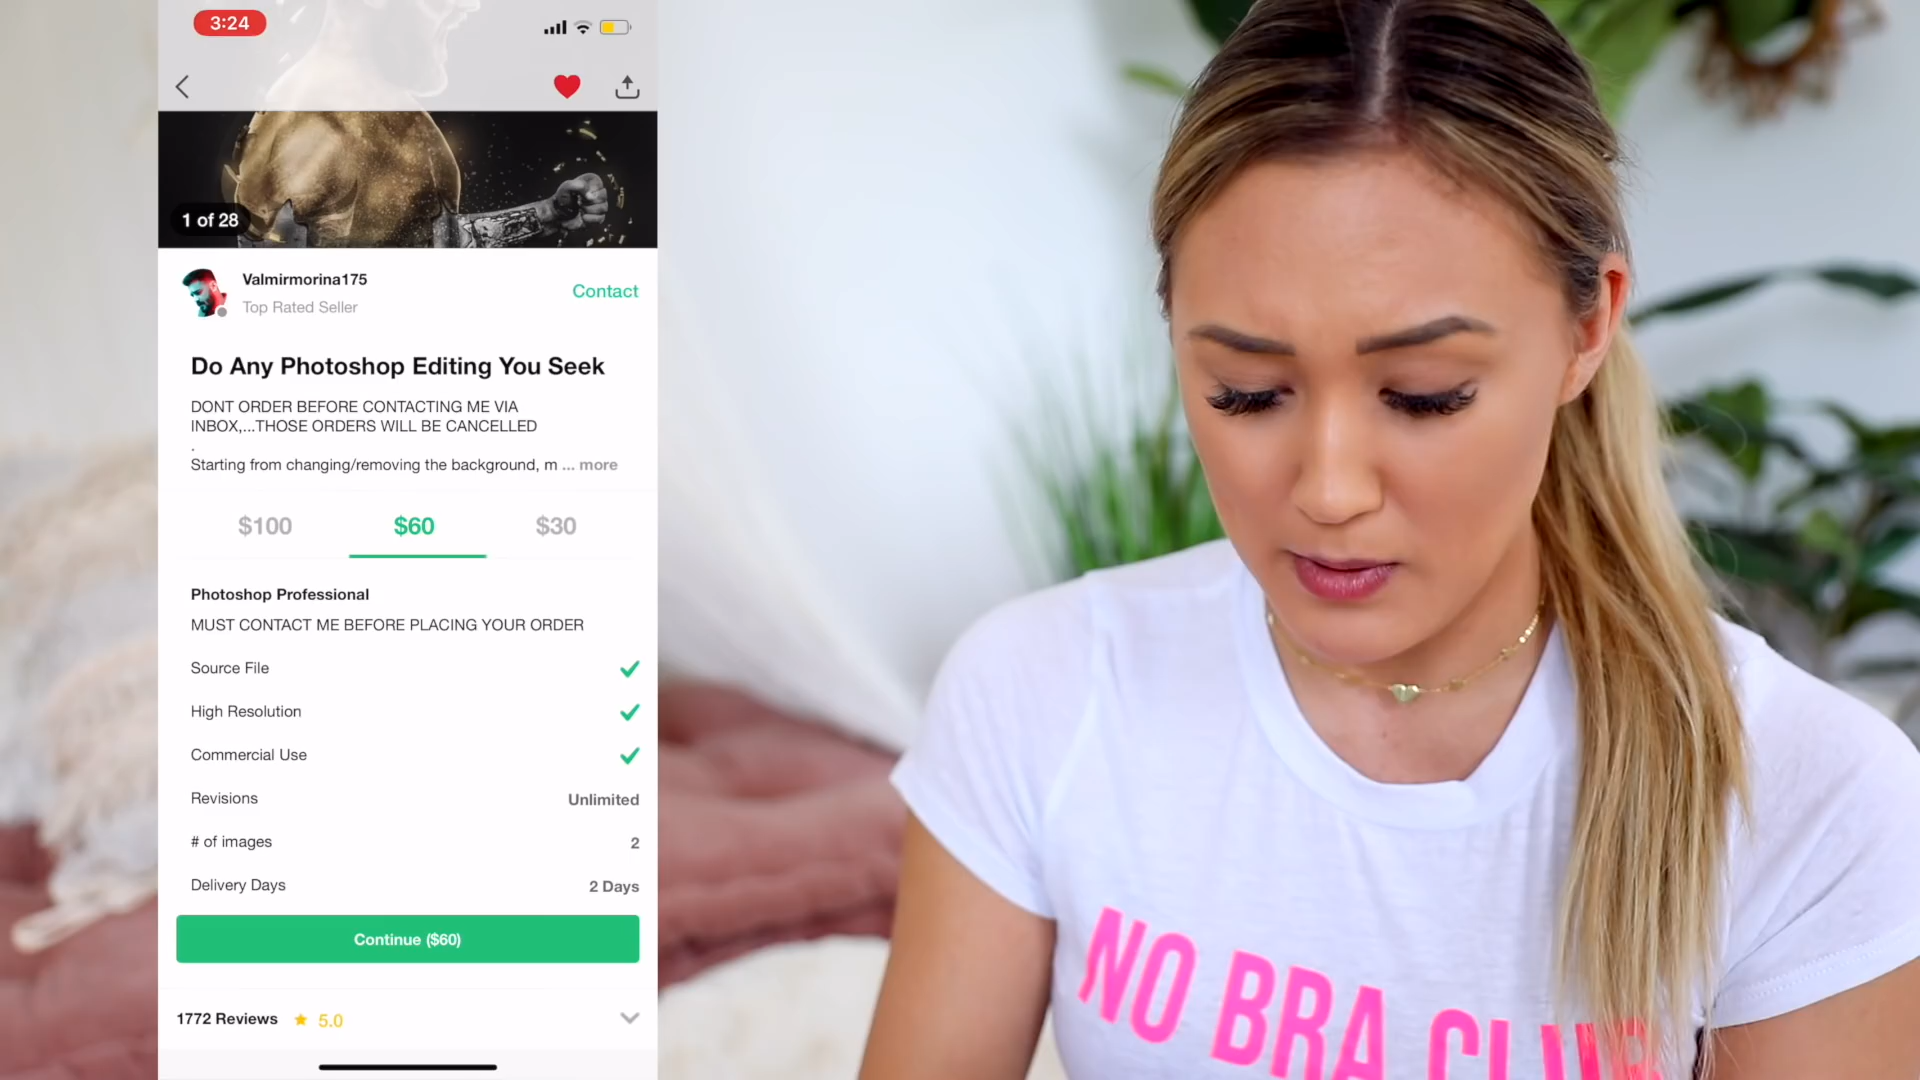 3:24
1 of 28
Valmirmorina175
Top Rated Seller
Contact
Do Any Photoshop Editing You Seek
DONT ORDER BEFORE CONTACTING ME VIA
INBOX,...THOSE ORDERS WILL BE CANCELLED
.
Starting from changing/removing the background, m ... more
$100 $60 $30
Photoshop Professional
MUST CONTACT ME BEFORE PLACING YOUR ORDER
Source File
High Resolution
Commercial Use
Revisions Unlimited
# of images 2
Delivery Days 2 Days
Continue ($60)
1772 Reviews 5.0
NO BRA CLUB